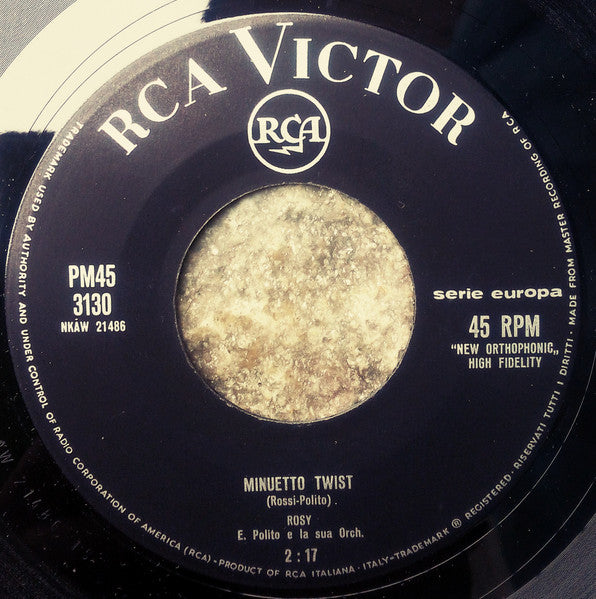 RCA VICTOR
RCA
PM45
3130
NKAW 21486
serie europa
45 RPM
"NEW ORTHOPHONIC„
HIGH FIDELITY
MINUETTO TWIST
(Rossi-Polito) .
ROSY
E. Polito e la sua Orch.
2:17
TRADEMARK USED BY AUTHORITY AND UNDER CONTROL OF RADIO CORPORATION OF AMERICA (RCA)-PRODUCT OF RCA ITALIANA · ITALY-TRADEMARK ® REGISTERED · RISERVATI TUTTI I DIRITTI · MADE FROM MASTER RECORDING OF RCA